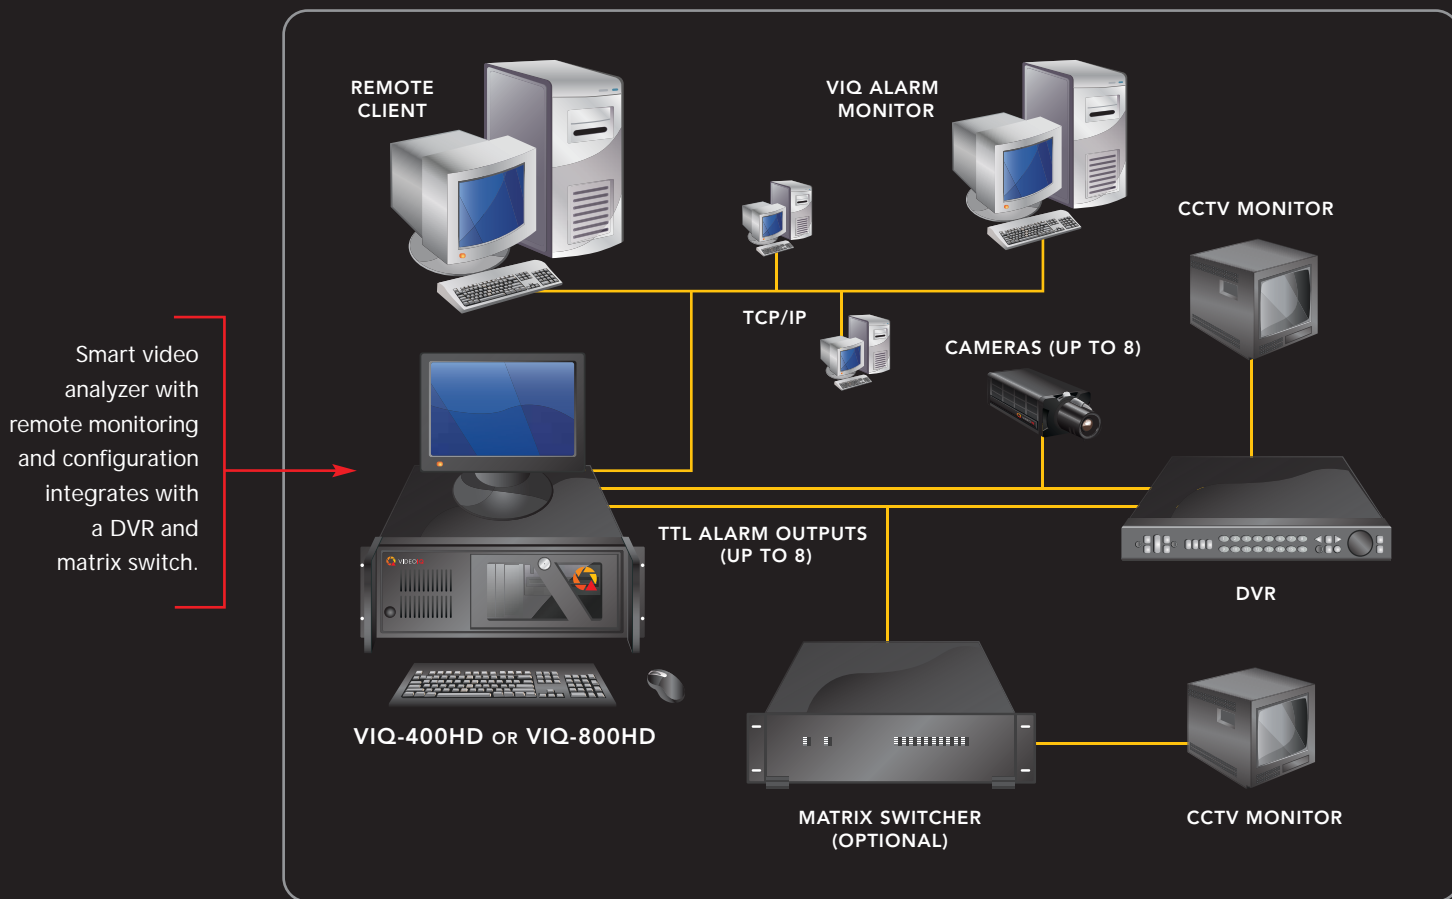 REMOTE
CLIENT
VIQ ALARM
MONITOR
CCTV MONITOR
TCP/IP
CAMERAS (UP TO 8)
Smart video
analyzer with
remote monitoring
and configuration
integrates with
a DVR and
matrix switch.
TTL ALARM OUTPUTS
(UP TO 8)
VIDEO IQ
DVR
VIQ-400HD OR VIQ-800HD
MATRIX SWITCHER
(OPTIONAL)
CCTV MONITOR